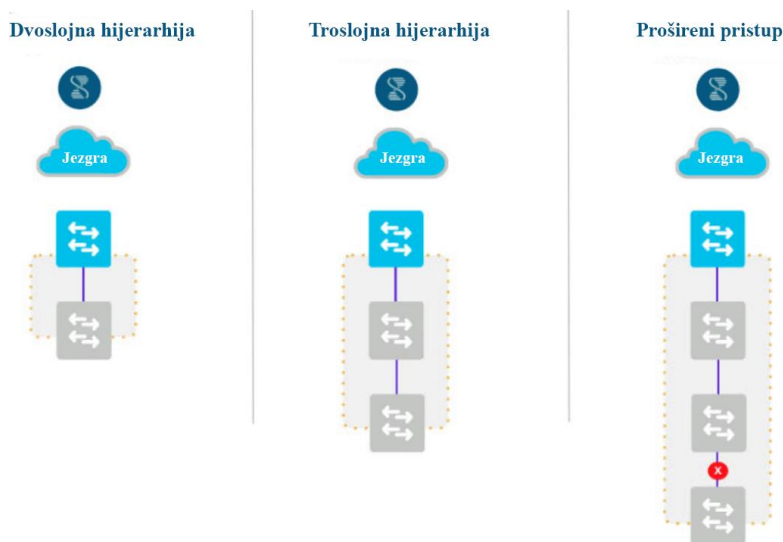 Dvoslojna hijerarhija
Troslojna hijerarhija
Prošireni pristup
Jezgra
Jezgra
Jezgra
X